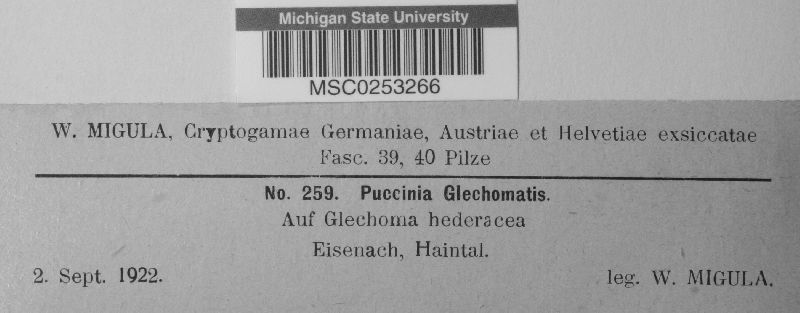 Michigan State University
MSC0253266
W. MIGULA, Cryptogamae Germaniae, Austriae et Helvetiae exsiccatae
Fasc. 39, 40 Pilze
No. 259. Puccinia Glechomatis.
Auf Glechoma hederacea
Eisenach, Haintal.
2. Sept. 1922. leg. W. MIGULA.